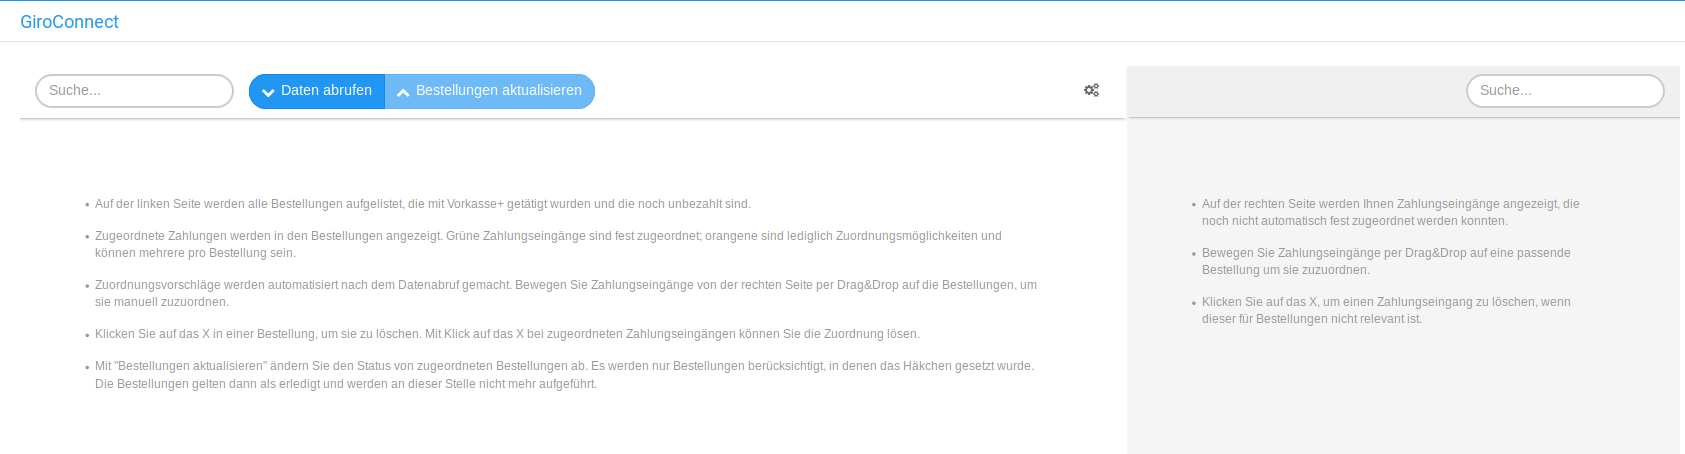 GiroConnect
Suche...
Daten abrufen
Bestellungen aktualisieren
Suche...
• Auf der linken Seite werden alle Bestellungen aufgelistet, die mit Vorkasse+ getätigt wurden und die noch unbezahlt sind.
• Zugeordnete Zahlungen werden in den Bestellungen angezeigt. Grüne Zahlungseingänge sind fest zugeordnet; orangene sind lediglich Zuordnungsmöglichkeiten und
können mehrere pro Bestellung sein.
• Zuordnungsvorschläge werden automatisiert nach dem Datenabruf gemacht. Bewegen Sie Zahlungseingänge von der rechten Seite per Drag&Drop auf die Bestellungen, um
sie manuell zuzuordnen.
• Klicken Sie auf das X in einer Bestellung, um sie zu löschen. Mit Klick auf das X bei zugeordneten Zahlungseingängen können Sie die Zuordnung lösen.
• Mit "Bestellungen aktualisieren" ändern Sie den Status von zugeordneten Bestellungen ab. Es werden nur Bestellungen berücksichtigt, in denen das Häkchen gesetzt wurde.
Die Bestellungen gelten dann als erledigt und werden an dieser Stelle nicht mehr aufgeführt.
• Auf der rechten Seite werden Ihnen Zahlungseingänge angezeigt, die
noch nicht automatisch fest zugeordnet werden konnten.
• Bewegen Sie Zahlungseingänge per Drag&Drop auf eine passende
Bestellung um sie zuzuordnen.
• Klicken Sie auf das X, um einen Zahlungseingang zu löschen, wenn
dieser für Bestellungen nicht relevant ist.